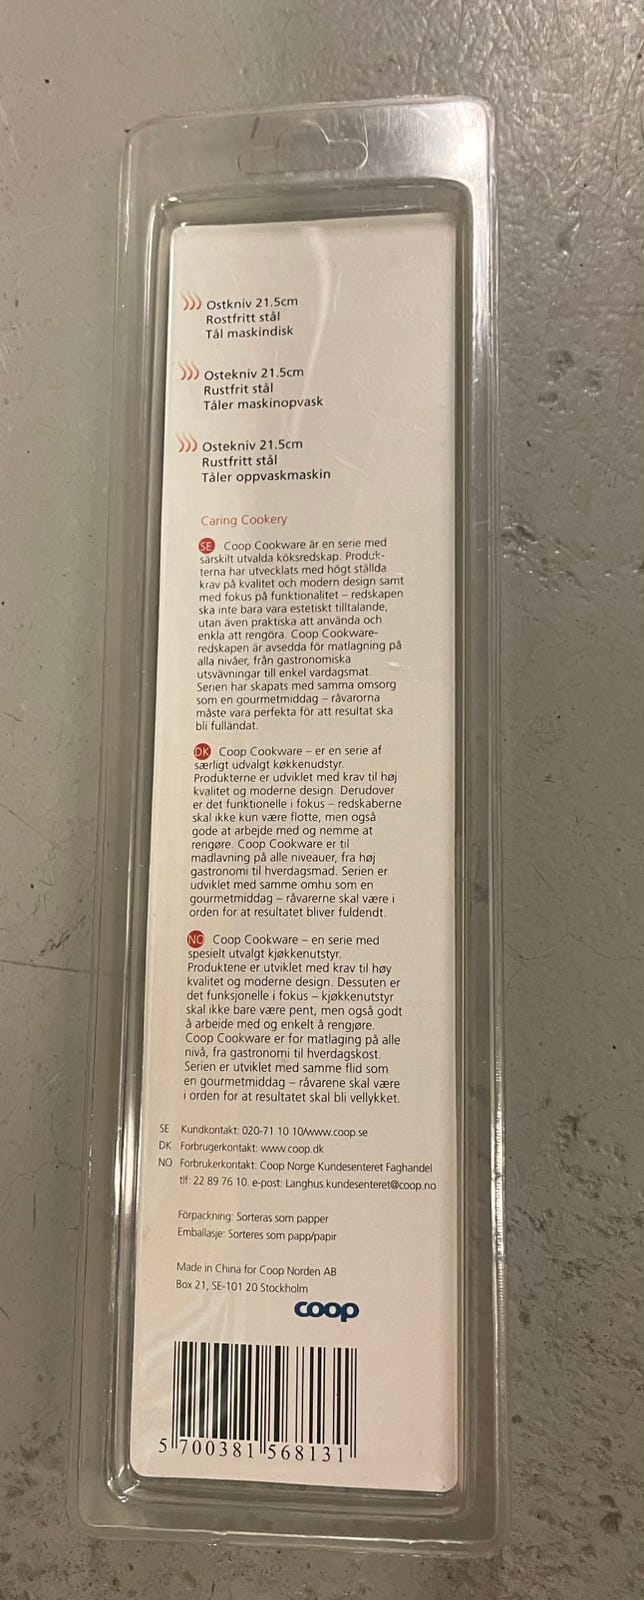 Ostkniv 21.5cm
Rostfritt stål
Tål maskindisk
Ostekniv 21.5cm
Rustfrit stål
Tåler maskinopvask
Ostekniv 21.5cm
Rustfritt stål
Tåler oppvaskmaskin
Caring Cookery
SE Coop Cookware är en serie med
särskilt utvalda köksredskap. Produk-
terna har utvecklats med högt ställda
krav på kvalitet och modern design samt
med fokus på funktionalitet – redskapen
ska inte bara vara estetiskt tilltalande,
utan även praktiska att använda och
enkla att rengöra. Coop Cookware-
redskapen är avsedda för matlagning på
alla nivåer, från gastronomiska
utsvävningar till enkel vardagsmat.
Serien har skapats med samma omsorg
som en gourmetmiddag – råvarorna
måste vara perfekta för att resultat ska
bli fulländat.
DK Coop Cookware – er en serie af
særligt udvalgt køkkenudstyr.
Produkterne er udviklet med krav til høj
kvalitet og moderne design. Derudover
er det funktionelle i fokus – redskaberne
skal ikke kun være flotte, men også
gode at arbejde med og nemme at
rengøre. Coop Cookware er til
madlavning på alle niveauer, fra høj
gastronomi til hverdagsmad. Serien er
udviklet med samme omhu som en
gourmetmiddag – råvarerne skal være i
orden for at resultatet bliver fuldendt.
NO Coop Cookware – en serie med
spesielt utvalgt kjøkkenutstyr.
Produktene er utviklet med krav til høy
kvalitet og moderne design. Dessuten er
det funksjonelle i fokus – kjøkkenutstyr
skal ikke bare være pent, men også godt
å arbeide med og enkelt å rengjøre.
Coop Cookware er for matlaging på alle
nivå, fra gastronomi til hverdagskost.
Serien er utviklet med samme flid som
en gourmetmiddag – råvarene skal være
i orden for at resultatet skal bli vellykket.
SE Kundkontakt: 020-71 10 10/www.coop.se
DK Forbrugerkontakt: www.coop.dk
NO Forbrukerkontakt: Coop Norge Kundesenteret Faghandel
tlf: 22 89 76 10. e-post: Langhus.kundesenteret@coop.no
Förpackning: Sorteras som papper
Emballasje: Sorteres som papp/papir
Made in China for Coop Norden AB
Box 21, SE-101 20 Stockholm
coop
5 700381 568131